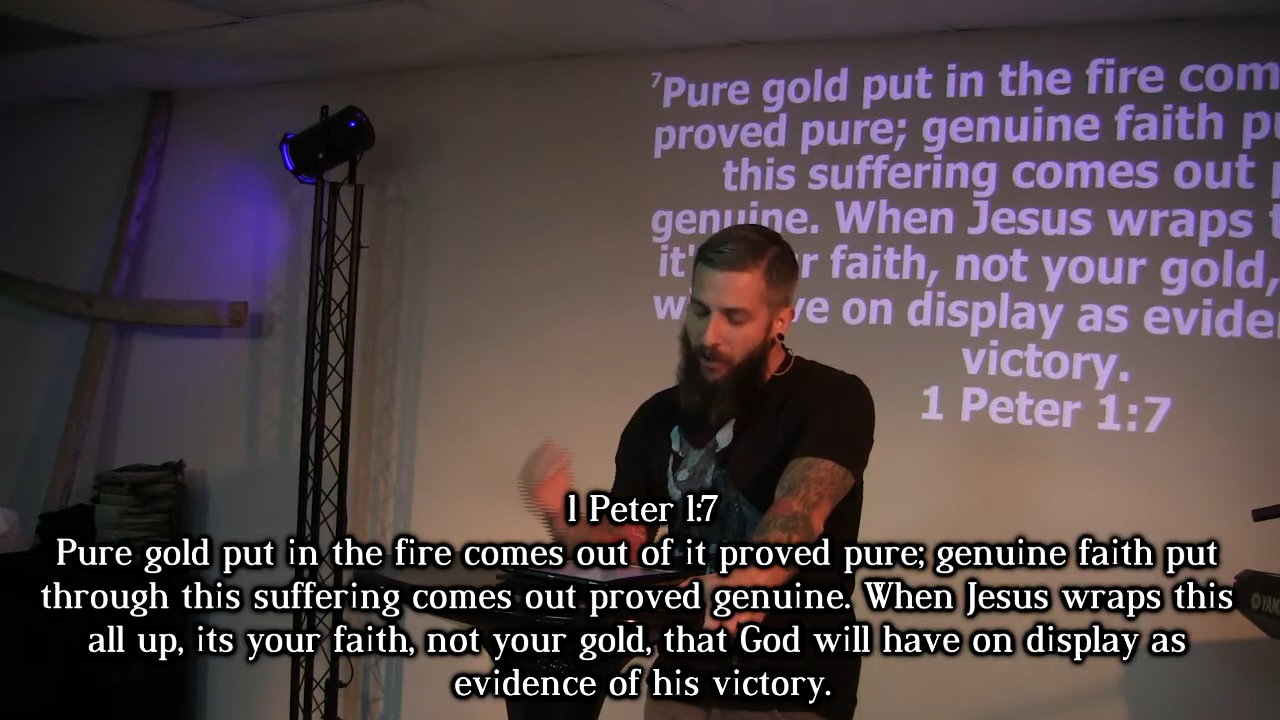 ⁷Pure gold put in the fire com
proved pure; genuine faith pu
this suffering comes out
genuine. When Jesus wraps
faith, not your gold,
on display as evide
victory.
1 Peter 1:7
1 Peter 1:7
Pure gold put in the fire comes out of it proved pure; genuine faith put
through this suffering comes out proved genuine. When Jesus wraps this
all up, its your faith, not your gold, that God will have on display as
evidence of his victory.